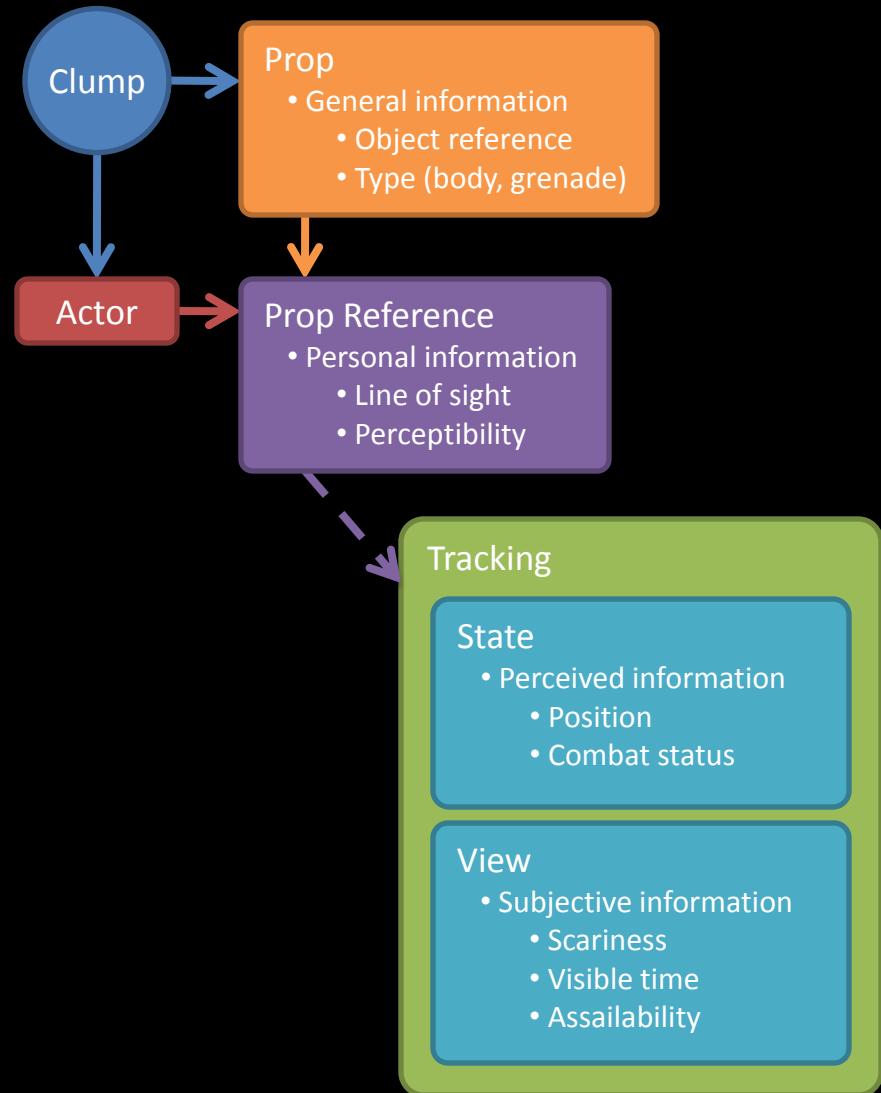 Clump
Prop
• General information
• Object reference
• Type (body, grenade)
Actor
Prop Reference
• Personal information
• Line of sight
• Perceptibility
Tracking
State
• Perceived information
• Position
• Combat status
View
• Subjective information
• Scariness
• Visible time
• Assailability